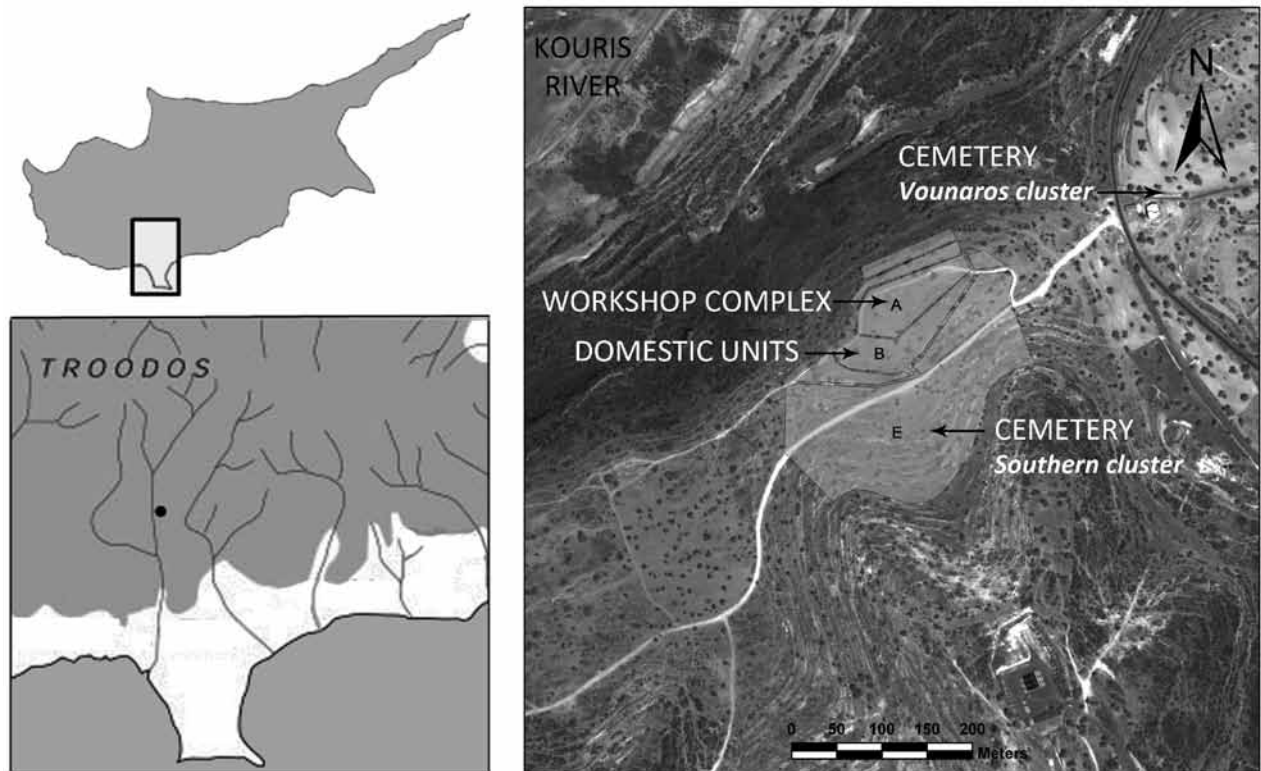 TROODOS
KOURIS
RIVER
N
CEMETERY
Vounaros cluster
WORKSHOP COMPLEX
A
DOMESTIC UNITS
B
E
CEMETERY
Southern cluster
0 50 100 150 200
Meters